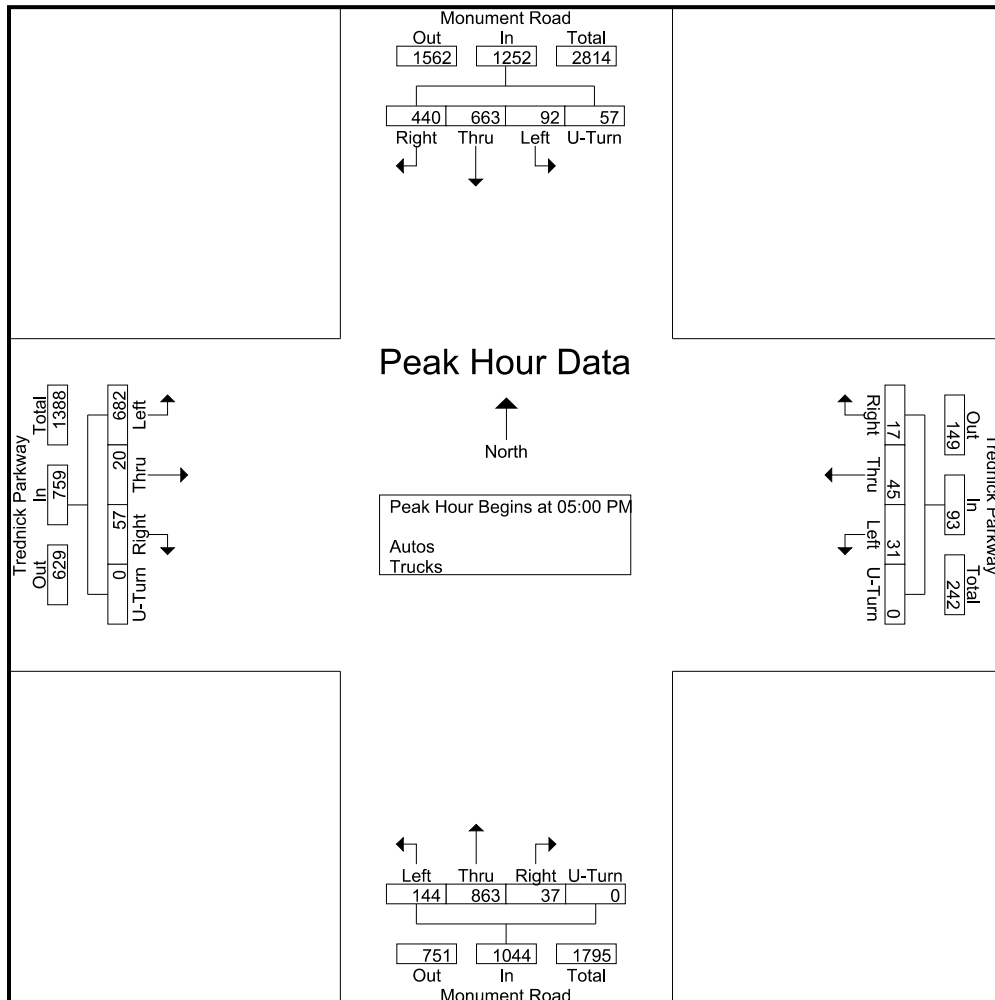 Monument Road
Out In Total
1562 1252 2814
440 663 92 57
Right Thru Left U-Turn
Peak Hour Data
North
Peak Hour Begins at 05:00 PM
Autos
Trucks
Trednick Parkway
Total In Out
1388 759 629
682 20 57 0
Left Thru Right U-Turn
Right Thru Left U-Turn
17 45 31 0
149 93 242
Out In Total
Trednick Parkway
Left Thru Right U-Turn
144 863 37 0
751 1044 1795
Out In Total
Monument Road